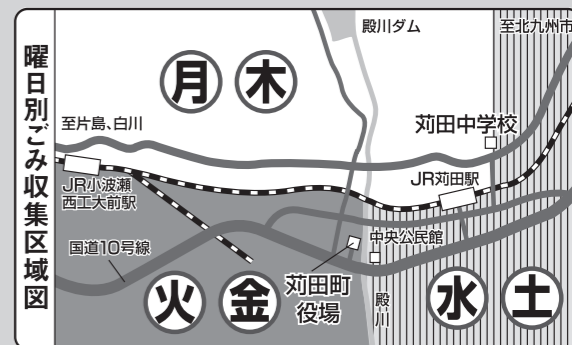 曜日別ごみ収集区域図
殿川ダム
至北九州市
月 木
至片島、白川
苅田中学校
JR小波瀬
西工大前駅
JR苅田駅
国道10号線
中央公民館
火 金
苅田町
役場
殿川
水 土